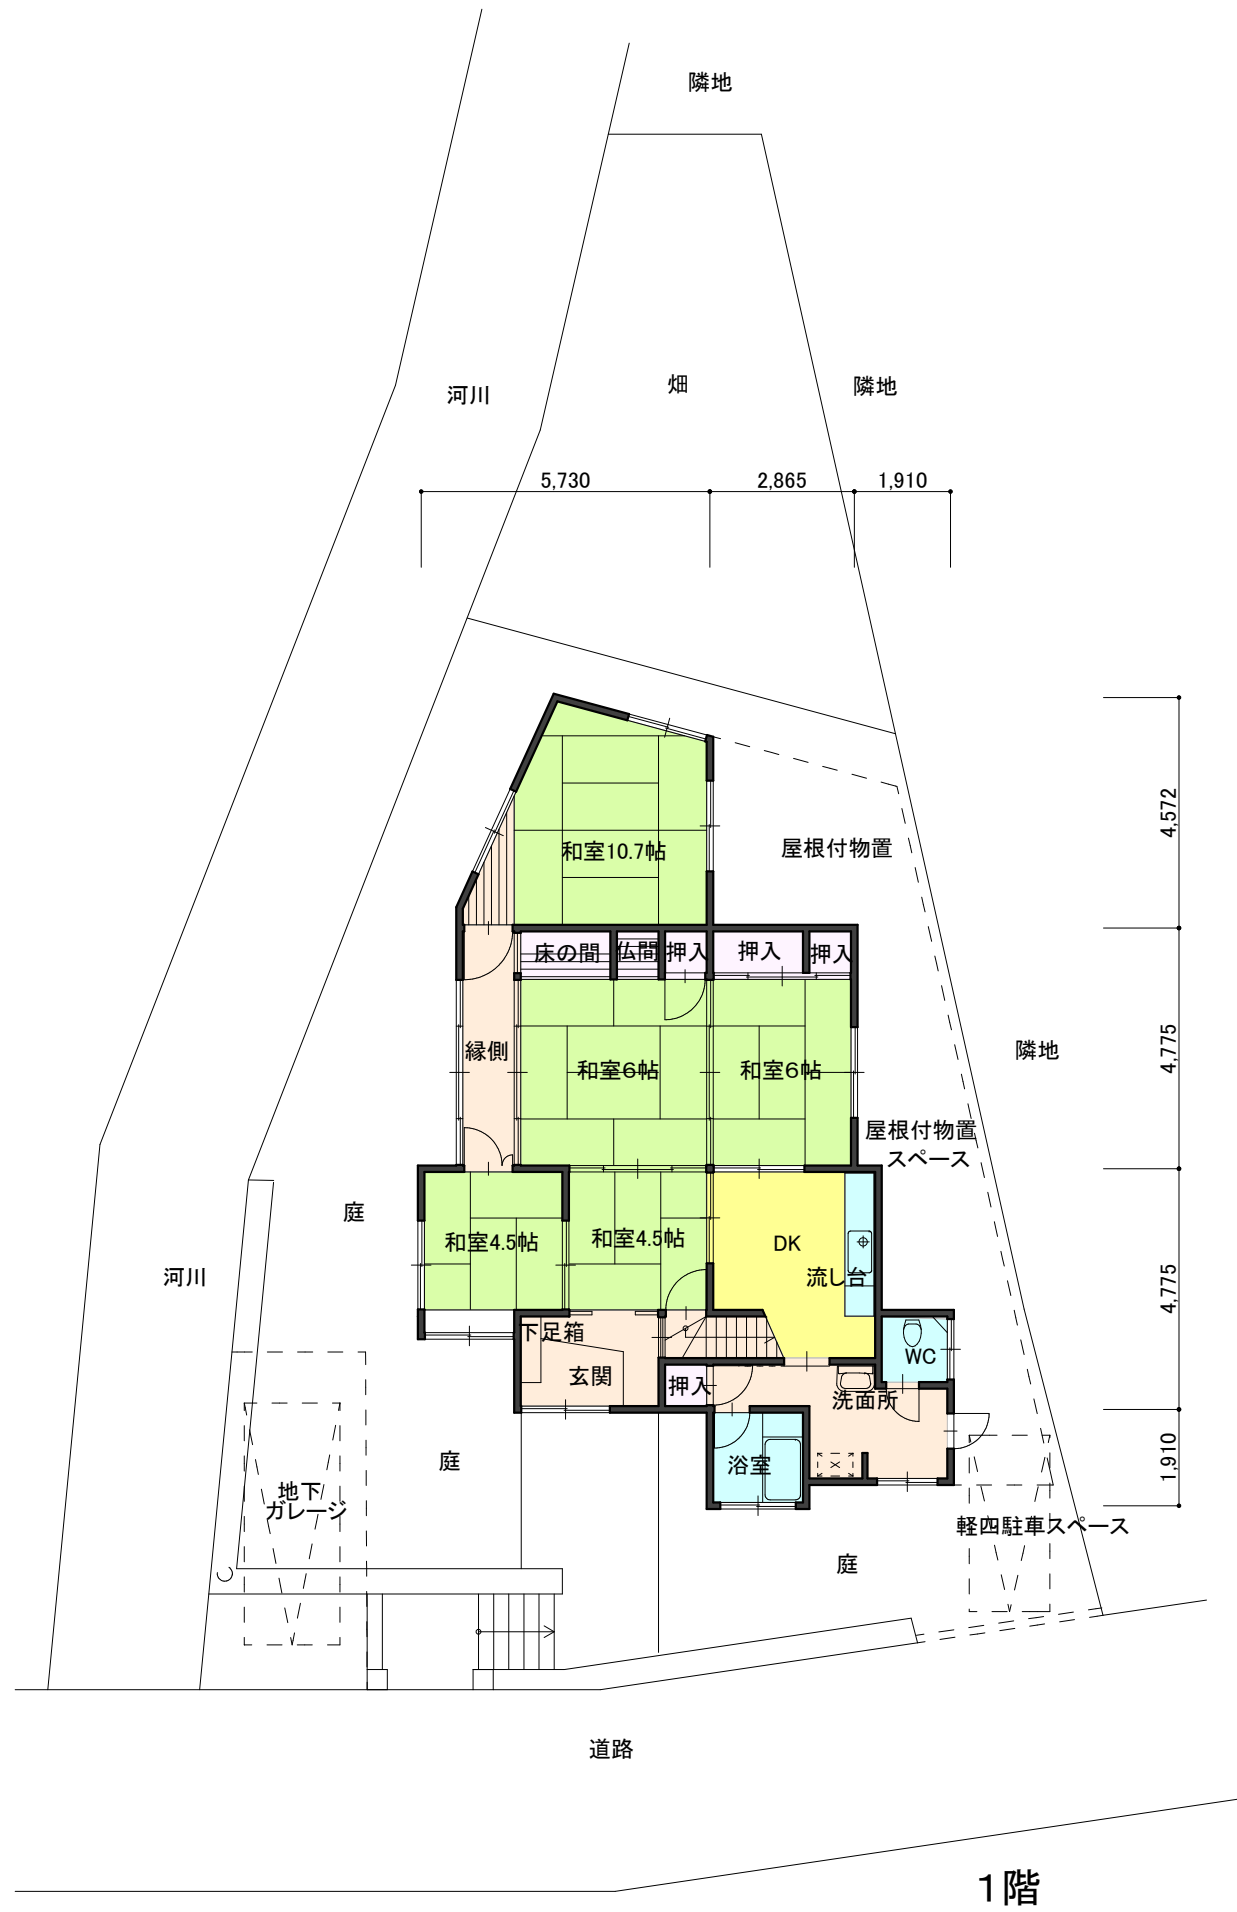 隣地
河川
畑
隣地
5,730
2,865
1,910
4,572
和室10.7帖
屋根付物置
床の間
仏間
押入
押入
押入
縁側
和室6帖
和室6帖
隣地
4,775
屋根付物置
スペース
庭
和室4.5帖
和室4.5帖
DK
流し台
河川
4,775
下足箱
玄関
WC
押入
洗面所
庭
浴室
1,910
地下
ガレージ
軽四駐車スペース
庭
道路
1階